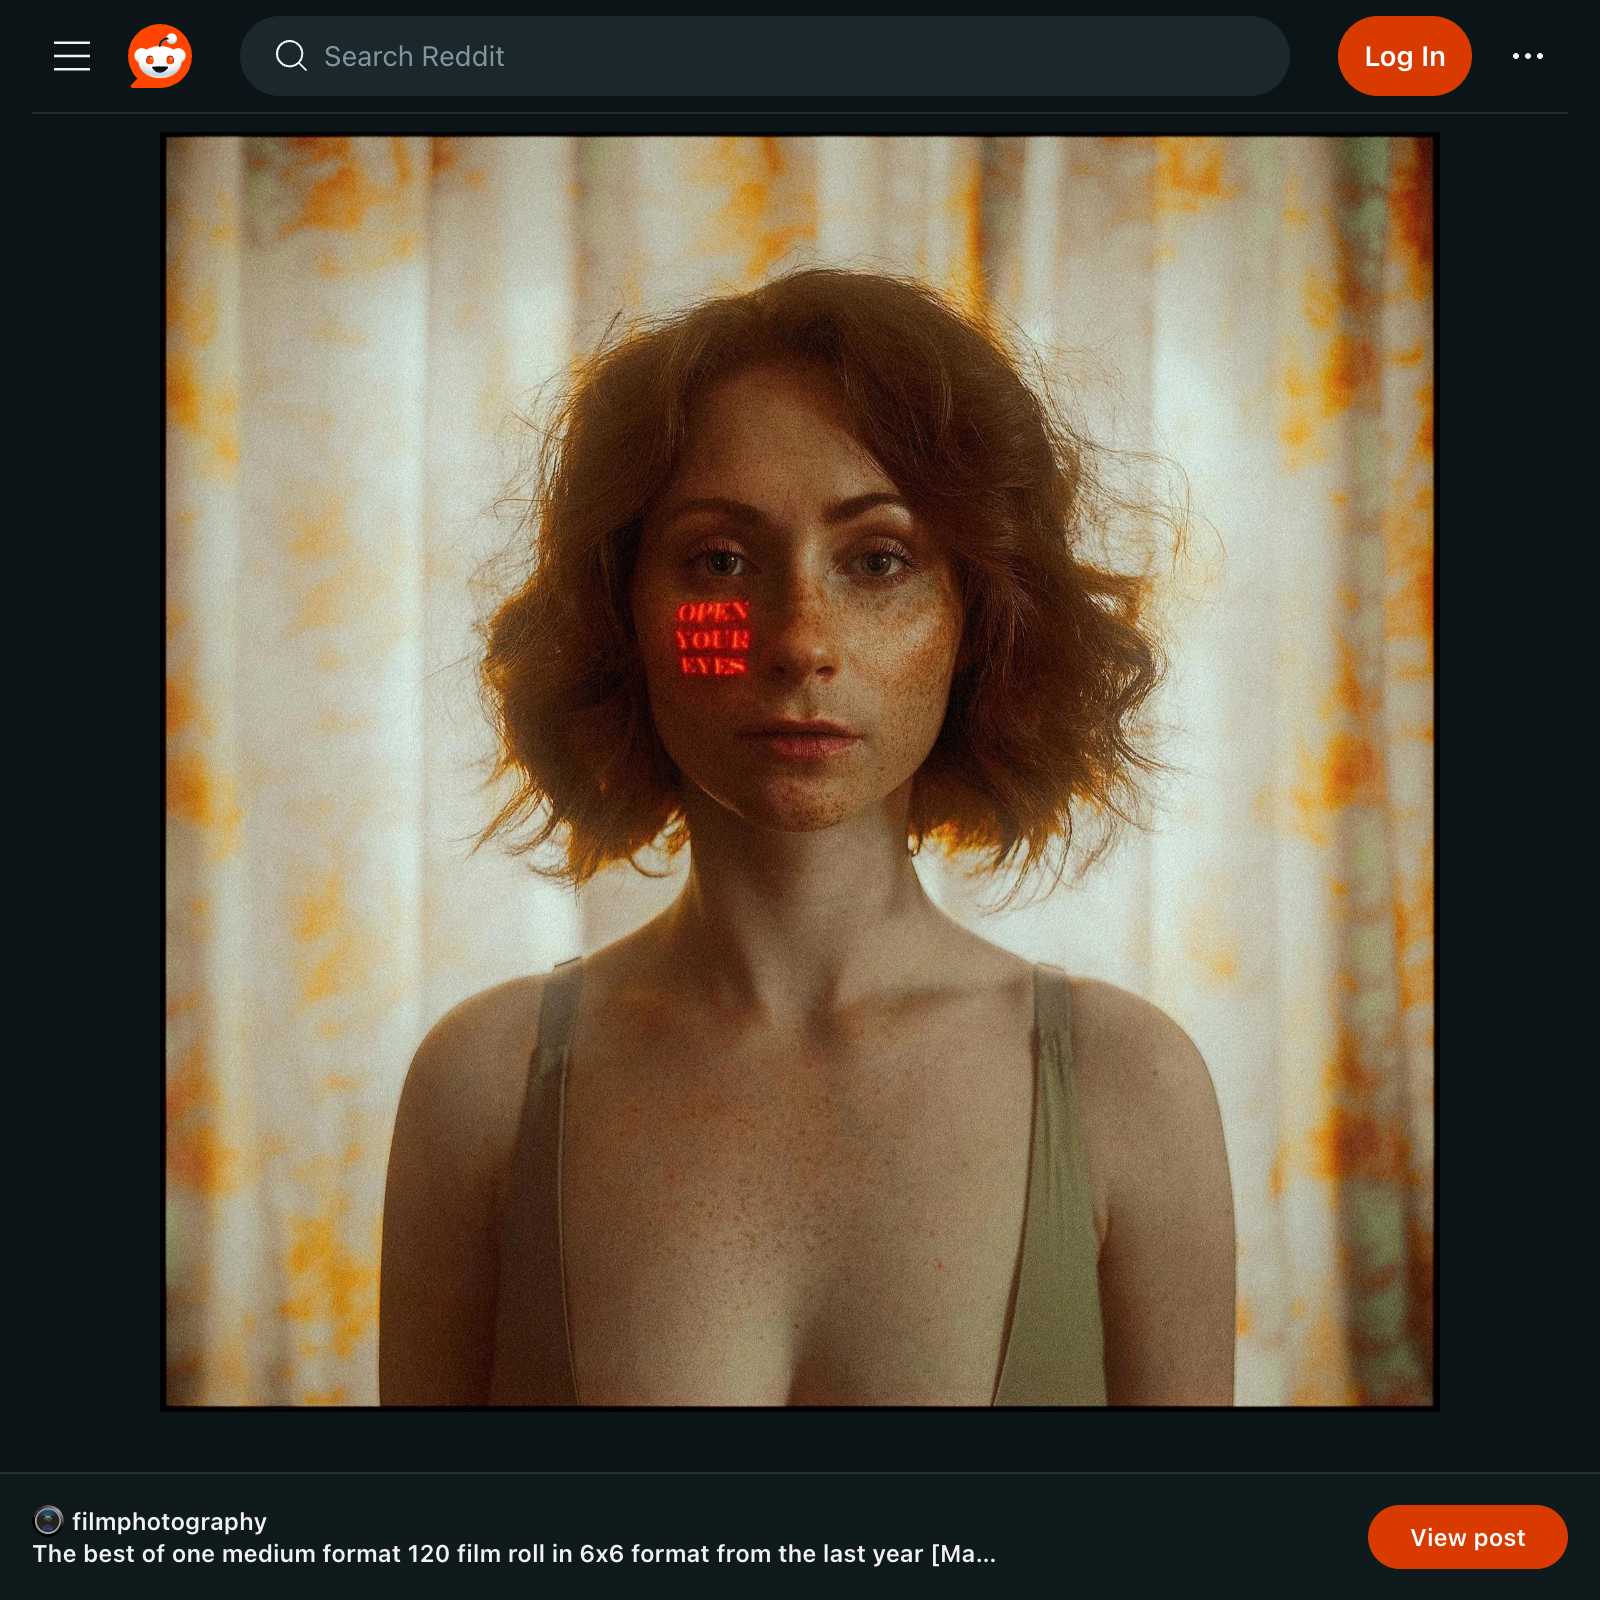 Search Reddit
Log In
OPEN
YOUR
EYES
filmphotography
The best of one medium format 120 film roll in 6x6 format from the last year [Ma...
View post